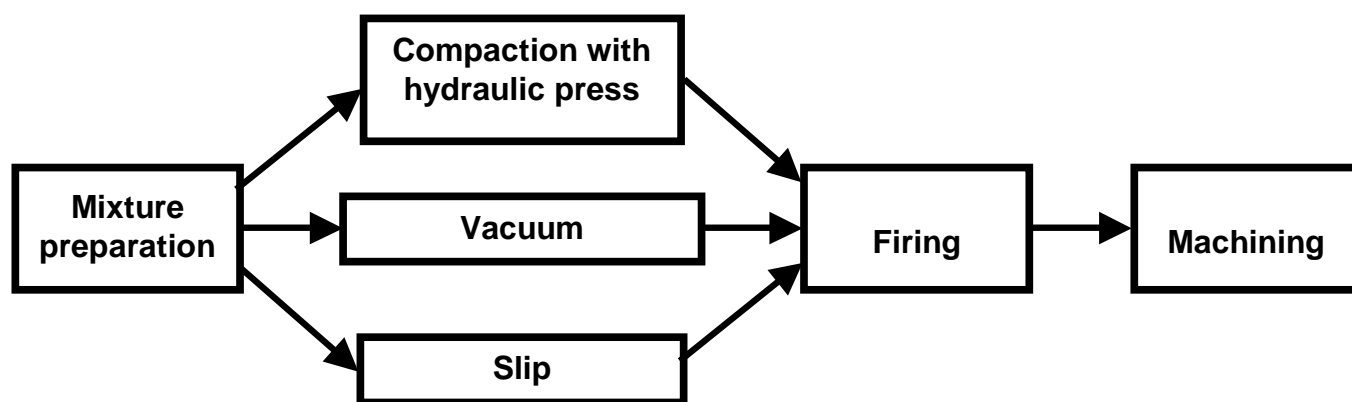 Mixture
preparation
Compaction with
hydraulic press
Vacuum
Slip
Firing
Machining